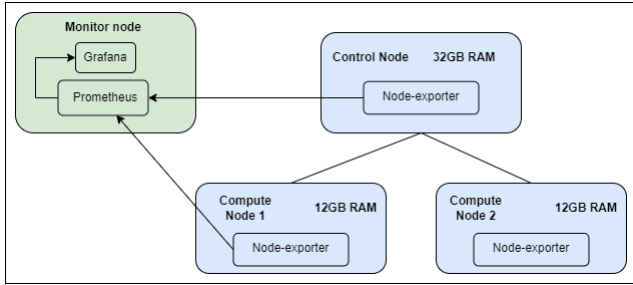 Monitor node
Grafana
Prometheus
Control Node 32GB RAM
Node-exporter
Compute
Node 1 12GB RAM
Node-exporter
Compute
Node 2 12GB RAM
Node-exporter